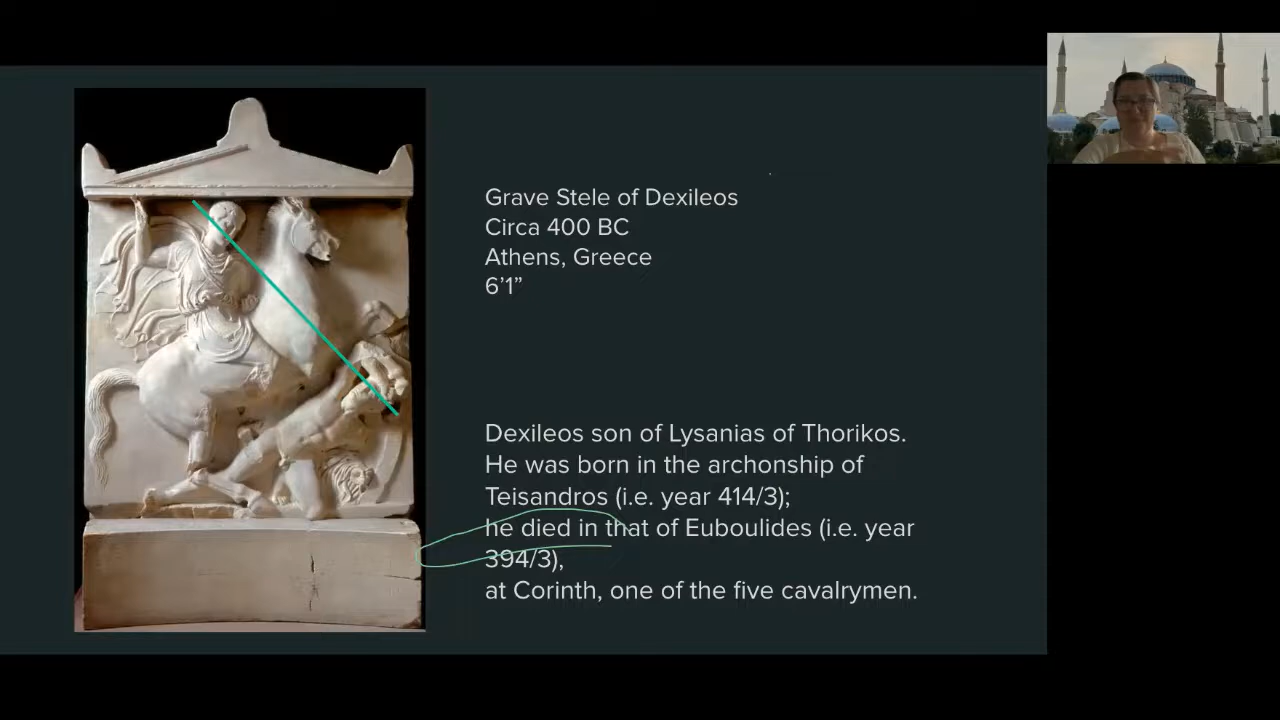 Grave Stele of Dexileos
Circa 400 BC
Athens, Greece
6’1”
Dexileos son of Lysanias of Thorikos.
He was born in the archonship of
Teisandros (i.e. year 414/3);
he died in that of Euboulides (i.e. year
394/3),
at Corinth, one of the five cavalrymen.